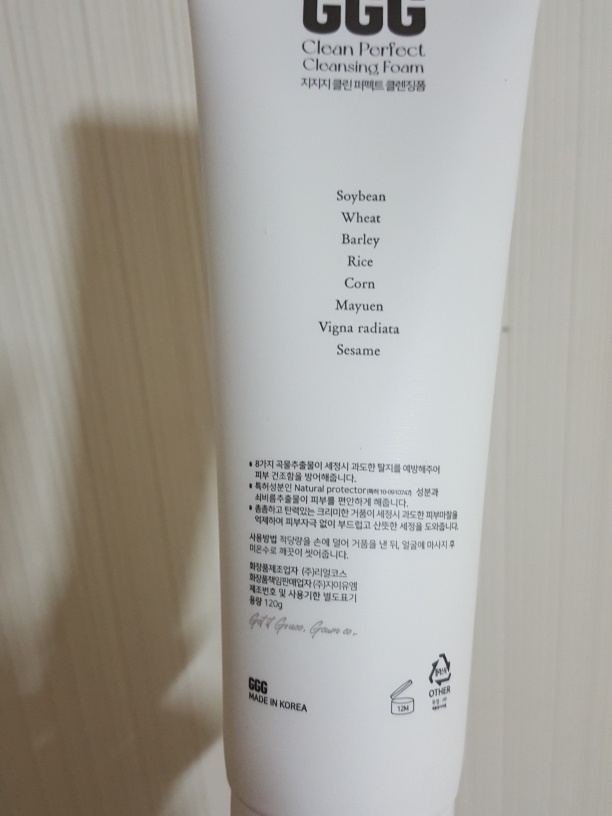 GGG
Clean Perfect
Cleansing Foam
지지지 클린 퍼펙트 클렌징폼
Soybean
Wheat
Barley
Rice
Corn
Mayuen
Vigna radiata
Sesame
• 8가지 곡물추출물이 세정시 과도한 탈지를 예방해주어
피부 건조함을 방어해줍니다.
• 특허성분인 Natural protector(특허 10-0910747) 성분과
쇠비름추출물이 피부를 편안하게 해줍니다.
• 촘촘하고 탄력있는 크리미한 거품이 세정시 과도한 피부마찰을
억제하여 피부자극 없이 부드럽고 산뜻한 세정을 도와줍니다.
사용방법 적당량을 손에 덜어 거품을 낸 뒤, 얼굴에 마사지 후
미온수로 깨끗이 씻어줍니다.
화장품제조업자 (주)리얼코스
화장품책임판매업자 (주)지이유엠
제조번호 및 사용기한 별도표기
용량 120g
GGG
MADE IN KOREA
12M
OTHER